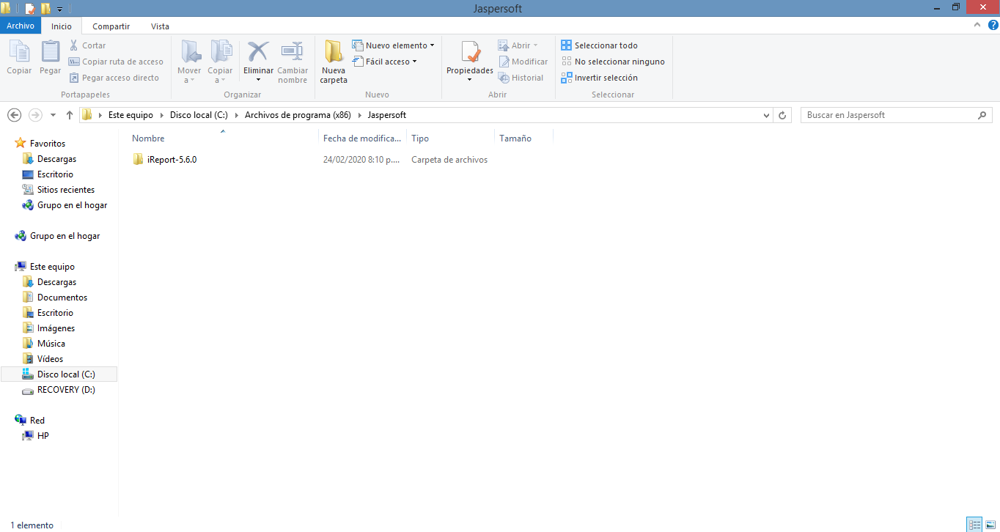 Jaspersoft
Archivo
Inicio
Compartir
Vista
Copiar
Pegar
Cortar
Copiar ruta de acceso
Pegar acceso directo
Portapapeles
Mover
a
Copiar
a
Eliminar
Cambiar
nombre
Organizar
Nueva
carpeta
Nuevo elemento
Fácil acceso
Nuevo
Propiedades
Abrir
Modificar
Historial
Abrir
Seleccionar todo
No seleccionar ninguno
Invertir selección
Seleccionar
Este equipo
Disco local (C:)
Archivos de programa (x86)
Jaspersoft
Buscar en Jaspersoft
Favoritos
Descargas
Escritorio
Sitios recientes
Grupo en el hogar
Grupo en el hogar
Este equipo
Descargas
Documentos
Escritorio
Imágenes
Música
Vídeos
Disco local (C:)
RECOVERY (D:)
Red
HP
Nombre
Fecha de modifica...
Tipo
Tamaño
iReport-5.6.0
24/02/2020 8:10 p....
Carpeta de archivos
1 elemento